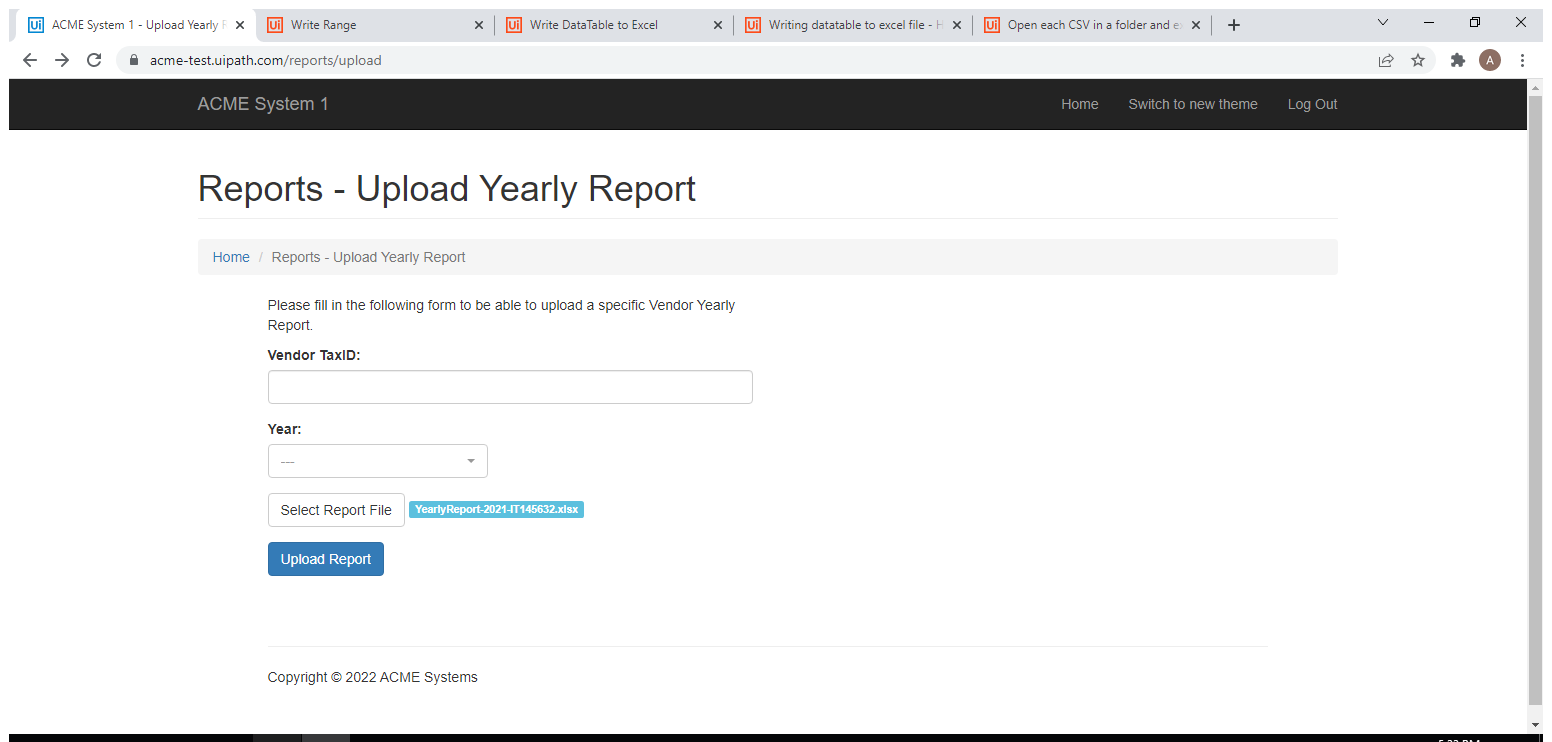 Ui ACME System 1 - Upload Yearly R
Ui Write Range
Ui Write DataTable to Excel
Ui Writing datatable to excel file - H
Ui Open each CSV in a folder and ex
acme-test.uipath.com/reports/upload
A
ACME System 1
Home
Switch to new theme
Log Out
Reports - Upload Yearly Report
Home / Reports - Upload Yearly Report
Please fill in the following form to be able to upload a specific Vendor Yearly
Report.
Vendor TaxID:
Year:
---
Select Report File YearlyReport-2021-IT145632.xlsx
Upload Report
Copyright © 2022 ACME Systems